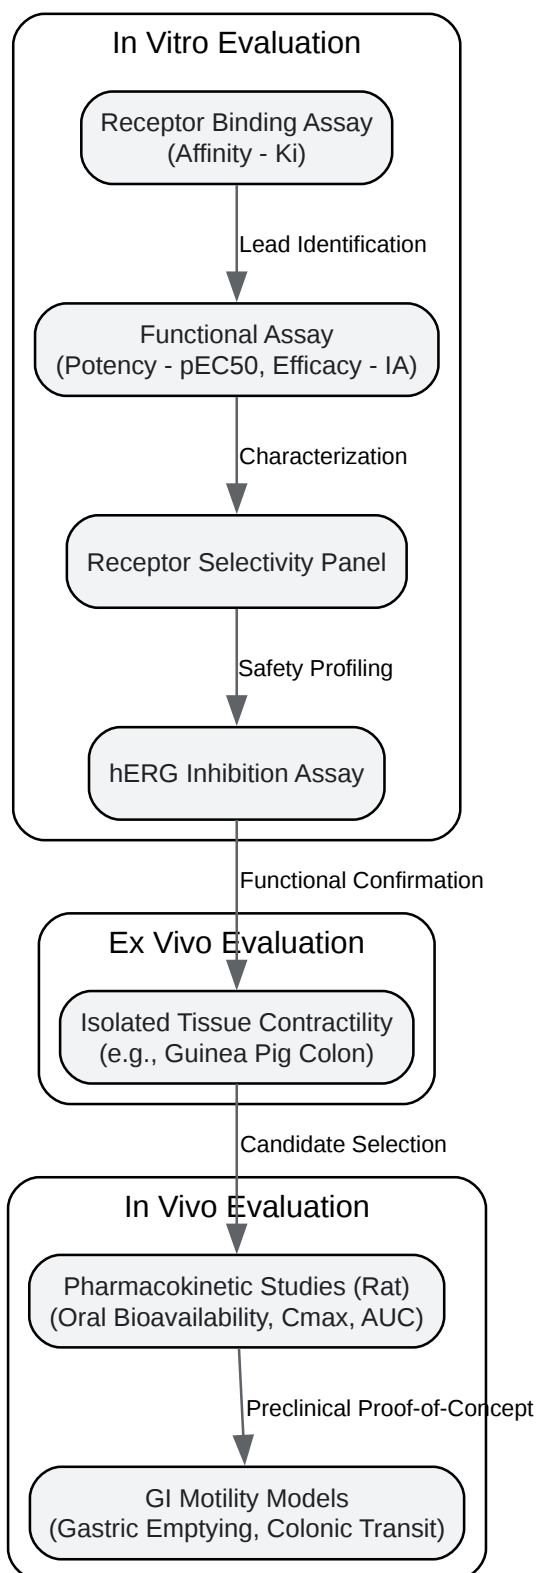 In Vitro Evaluation
Receptor Binding Assay
(Affinity - Ki)
Lead Identification
Functional Assay
(Potency - pEC50, Efficacy - IA)
Characterization
Receptor Selectivity Panel
Safety Profiling
hERG Inhibition Assay
Functional Confirmation
Ex Vivo Evaluation
Isolated Tissue Contractility
(e.g., Guinea Pig Colon)
Candidate Selection
In Vivo Evaluation
Pharmacokinetic Studies (Rat)
(Oral Bioavailability, Cmax, AUC)
Preclinical Proof-of-Concept
GI Motility Models
(Gastric Emptying, Colonic Transit)